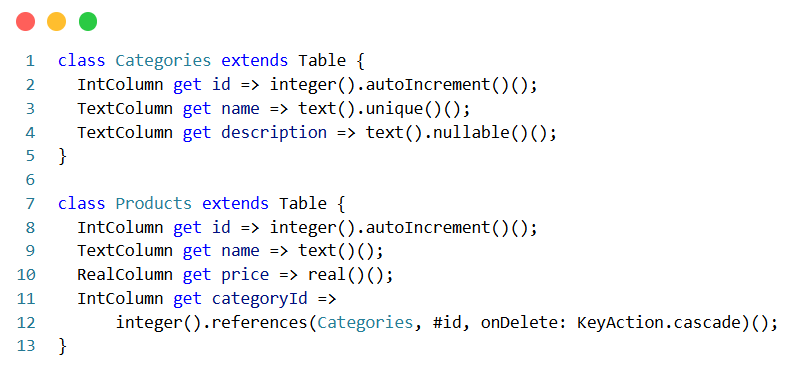 1 class Categories extends Table {
2   IntColumn get id => integer().autoIncrement()();
3   TextColumn get name => text().unique()();
4   TextColumn get description => text().nullable()();
5 }
6
7 class Products extends Table {
8   IntColumn get id => integer().autoIncrement()();
9   TextColumn get name => text()();
10   RealColumn get price => real()();
11   IntColumn get categoryId =>
12       integer().references(Categories, #id, onDelete: KeyAction.cascade)();
13 }